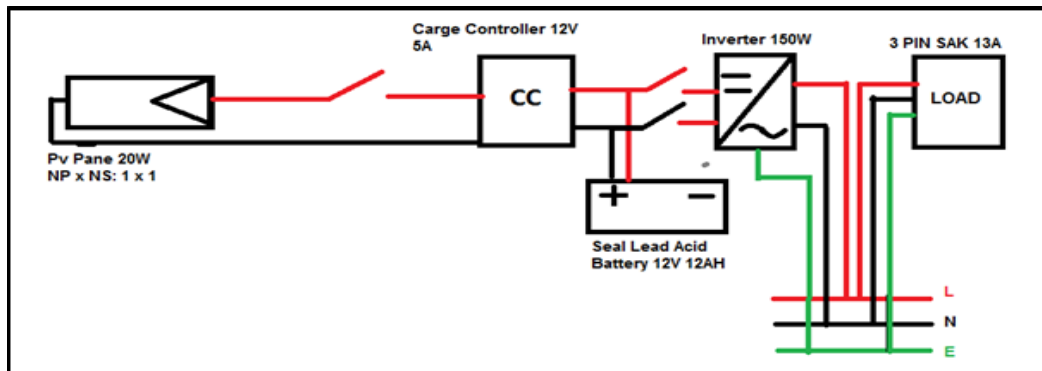 Carge Controller 12V
5A
Inverter 150W
3 PIN SAK 13A
CC
LOAD
Pv Pane 20W
NP x NS: 1 x 1
+ −
Seal Lead Acid
Battery 12V 12AH
L
N
E